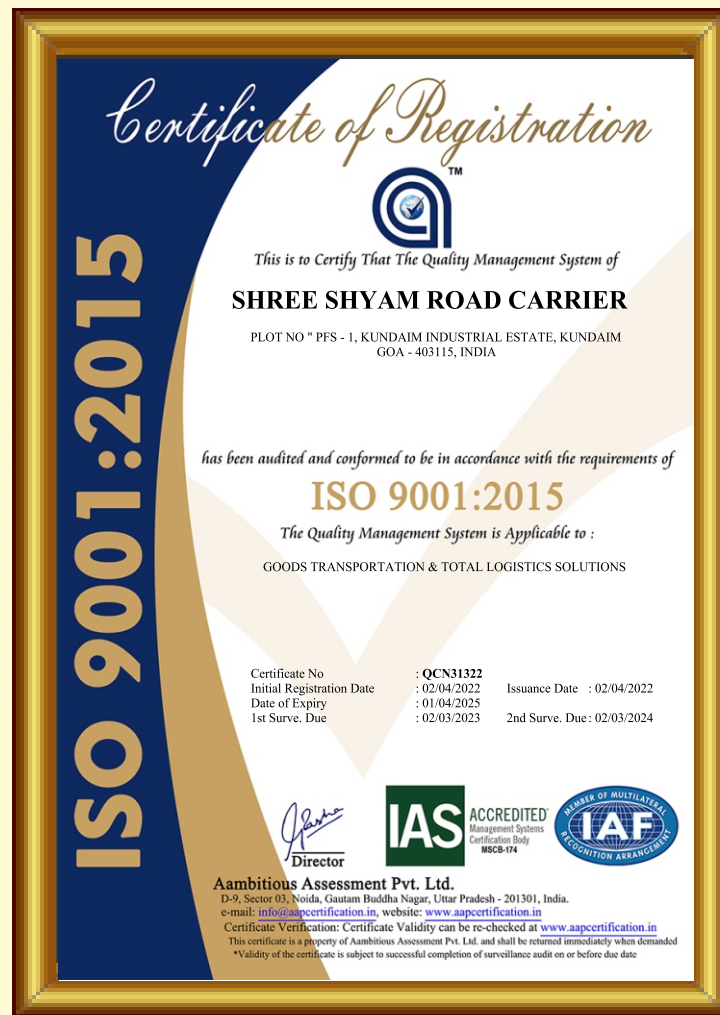 Certificate of Registration
TM
This is to Certify That The Quality Management System of
SHREE SHYAM ROAD CARRIER
PLOT NO " PFS - 1, KUNDAIM INDUSTRIAL ESTATE, KUNDAIM
GOA - 403115, INDIA
has been audited and conformed to be in accordance with the requirements of
ISO 9001:2015
The Quality Management System is Applicable to :
GOODS TRANSPORTATION & TOTAL LOGISTICS SOLUTIONS
Certificate No : QCN31322
Initial Registration Date : 02/04/2022 Issuance Date : 02/04/2022
Date of Expiry : 01/04/2025
1st Surve. Due : 02/03/2023 2nd Surve. Due : 02/03/2024
ISO 9001:2015
Director
IAS ACCREDITED
Management Systems
Certification Body
MSCB-174
MEMBER OF MULTILATERAL
IAF
RECOGNITION ARRANGEMENT
Aambitious Assessment Pvt. Ltd.
D-9, Sector 03, Noida, Gautam Buddha Nagar, Uttar Pradesh - 201301, India.
e-mail: info@aapcertification.in, website: www.aapcertification.in
Certificate Verification: Certificate Validity can be re-checked at www.aapcertification.in
This certificate is a property of Aambitious Assessment Pvt. Ltd. and shall be returned immediately when demanded
*Validity of the certificate is subject to successful completion of surveillance audit on or before due date